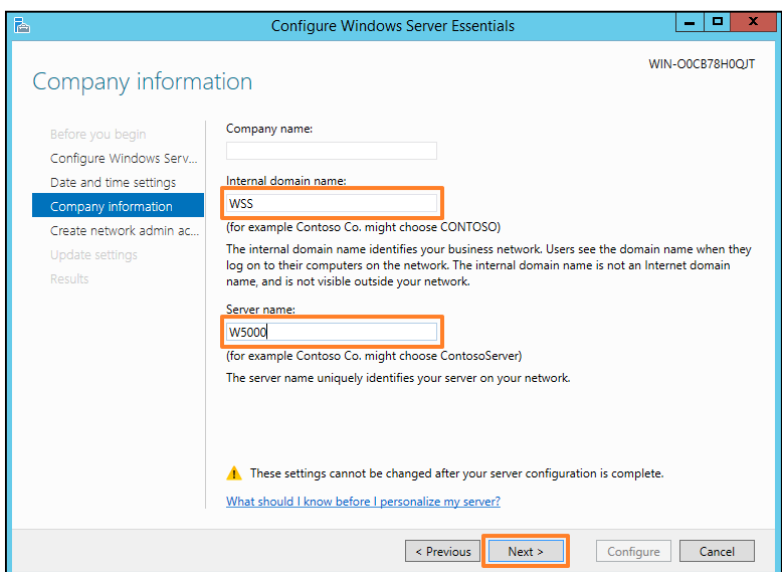 Configure Windows Server Essentials
WIN-O0CB78H0QJT
Company information
Before you begin
Configure Windows Serv...
Date and time settings
Company information
Create network admin ac...
Update settings
Results
Company name:
Internal domain name:
WSS
(for example Contoso Co. might choose CONTOSO)
The internal domain name identifies your business network. Users see the domain name when they
log on to their computers on the network. The internal domain name is not an Internet domain
name, and is not visible outside your network.
Server name:
W5000
(for example Contoso Co. might choose ContosoServer)
The server name uniquely identifies your server on your network.
These settings cannot be changed after your server configuration is complete.
What should I know before I personalize my server?
< Previous
Next >
Configure
Cancel